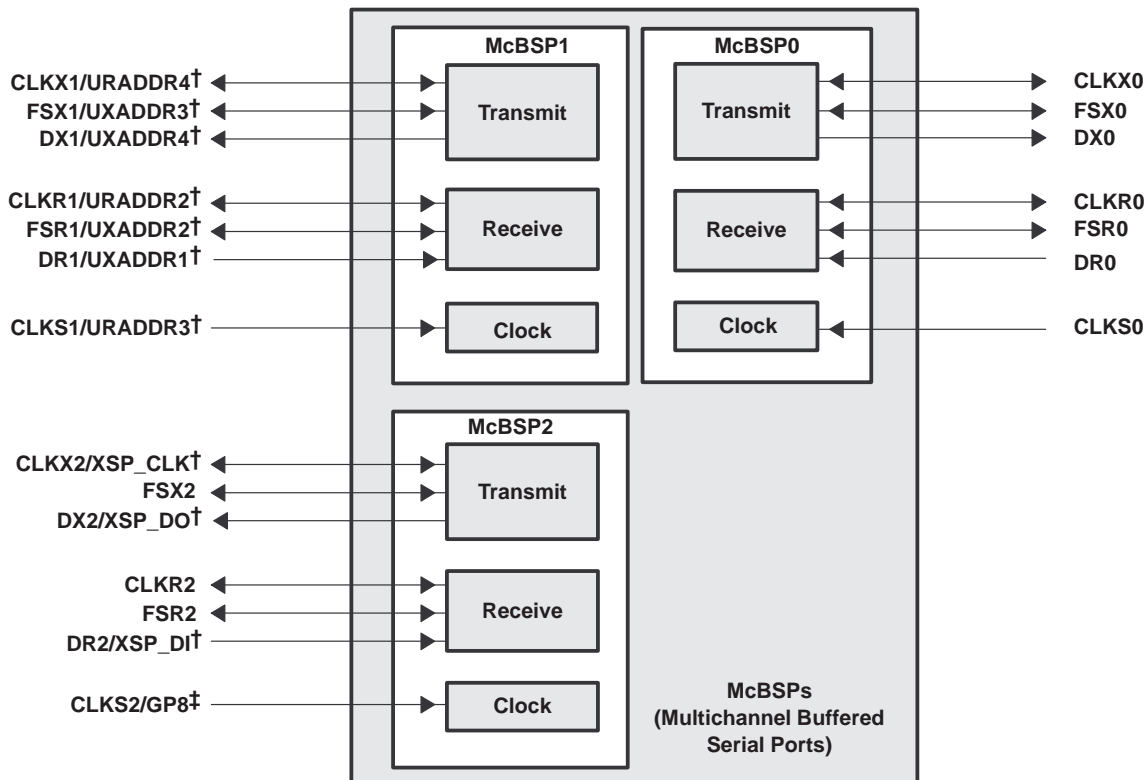 McBSP1
McBSP0
CLKX1/URADDR4†
FSX1/UXADDR3†
DX1/UXADDR4†
Transmit
Transmit
CLKX0
FSX0
DX0
CLKR1/URADDR2†
FSR1/UXADDR2†
DR1/UXADDR1†
Receive
Receive
CLKR0
FSR0
DR0
CLKS1/URADDR3†
Clock
Clock
CLKS0
McBSP2
CLKX2/XSP_CLK†
FSX2
DX2/XSP_DO†
Transmit
CLKR2
FSR2
DR2/XSP_DI†
Receive
CLKS2/GP8‡
Clock
McBSPs
(Multichannel Buffered
Serial Ports)